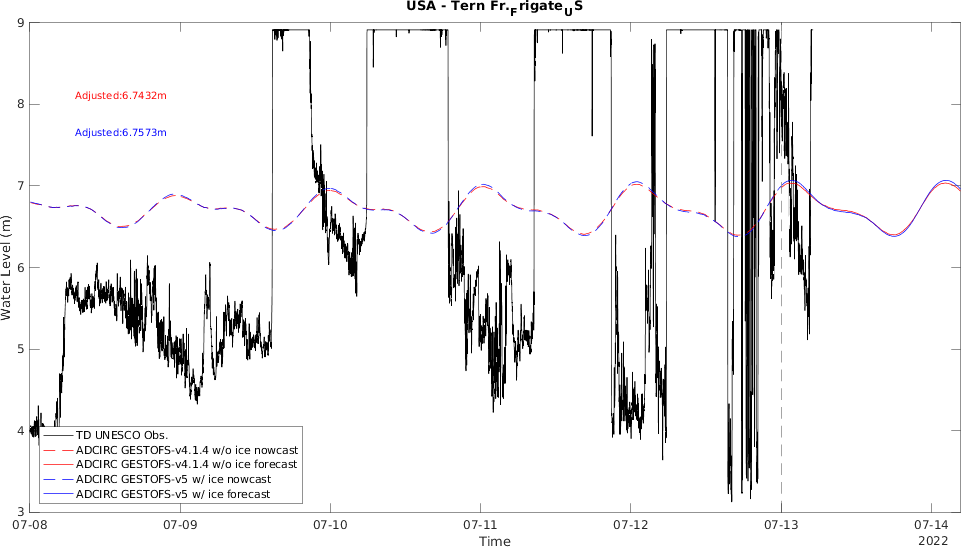 USA - Tern Fr.FrigateUS
9
8
7
6
5
4
3
Water Level (m)
Adjusted:6.7432m
Adjusted:6.7573m
TD UNESCO Obs.
ADCIRC GESTOFS-v4.1.4 w/o ice nowcast
ADCIRC GESTOFS-v4.1.4 w/o ice forecast
ADCIRC GESTOFS-v5 w/ ice nowcast
ADCIRC GESTOFS-v5 w/ ice forecast
07-08 07-09 07-10 07-11 07-12 07-13 07-14
Time
2022